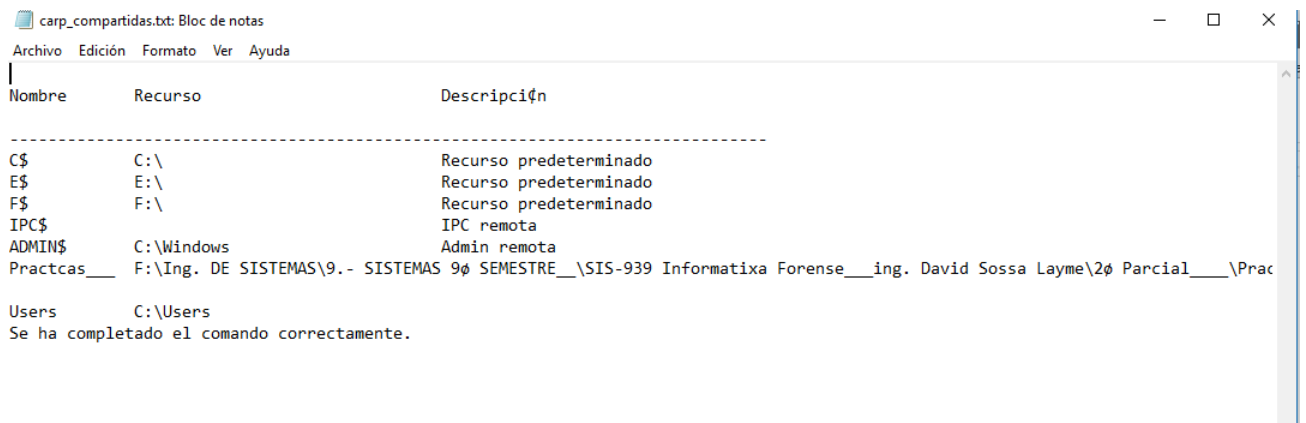 carp_compartidas.txt: Bloc de notas
Archivo Edición Formato Ver Ayuda
Nombre Recurso Descripci¢n
-------------------------------------------------------------------------------
C$ C:\ Recurso predeterminado
E$ E:\ Recurso predeterminado
F$ F:\ Recurso predeterminado
IPC$ IPC remota
ADMIN$ C:\Windows Admin remota
Practcas___ F:\Ing. DE SISTEMAS\9.- SISTEMAS 9ø SEMESTRE__\SIS-939 Informatixa Forense___ing. David Sossa Layme\2ø Parcial____\Prac
Users C:\Users
Se ha completado el comando correctamente.